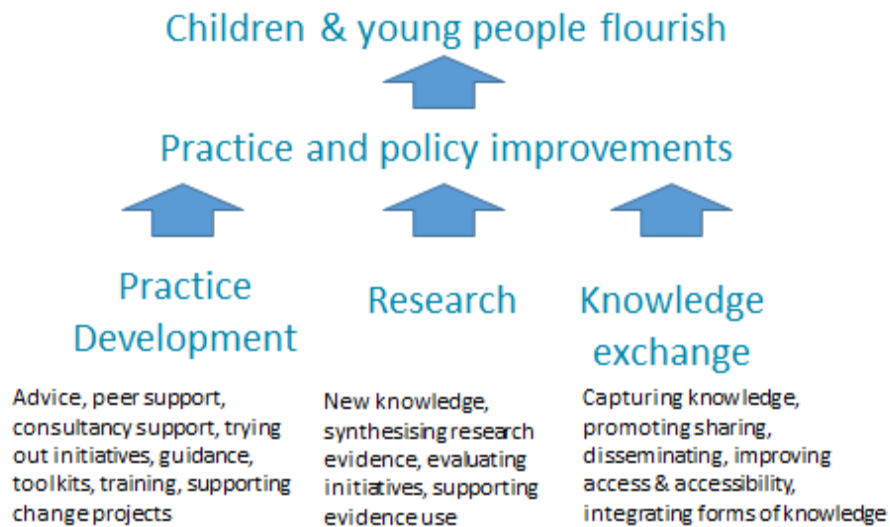 Children & young people flourish
Practice and policy improvements
Practice
Development
Research
Knowledge
exchange
Advice, peer support,
consultancy support, trying
out initiatives, guidance,
toolkits, training, supporting
change projects
New knowledge,
synthesising research
evidence, evaluating
initiatives, supporting
evidence use
Capturing knowledge,
promoting sharing,
disseminating, improving
access & accessibility,
integrating forms of knowledge